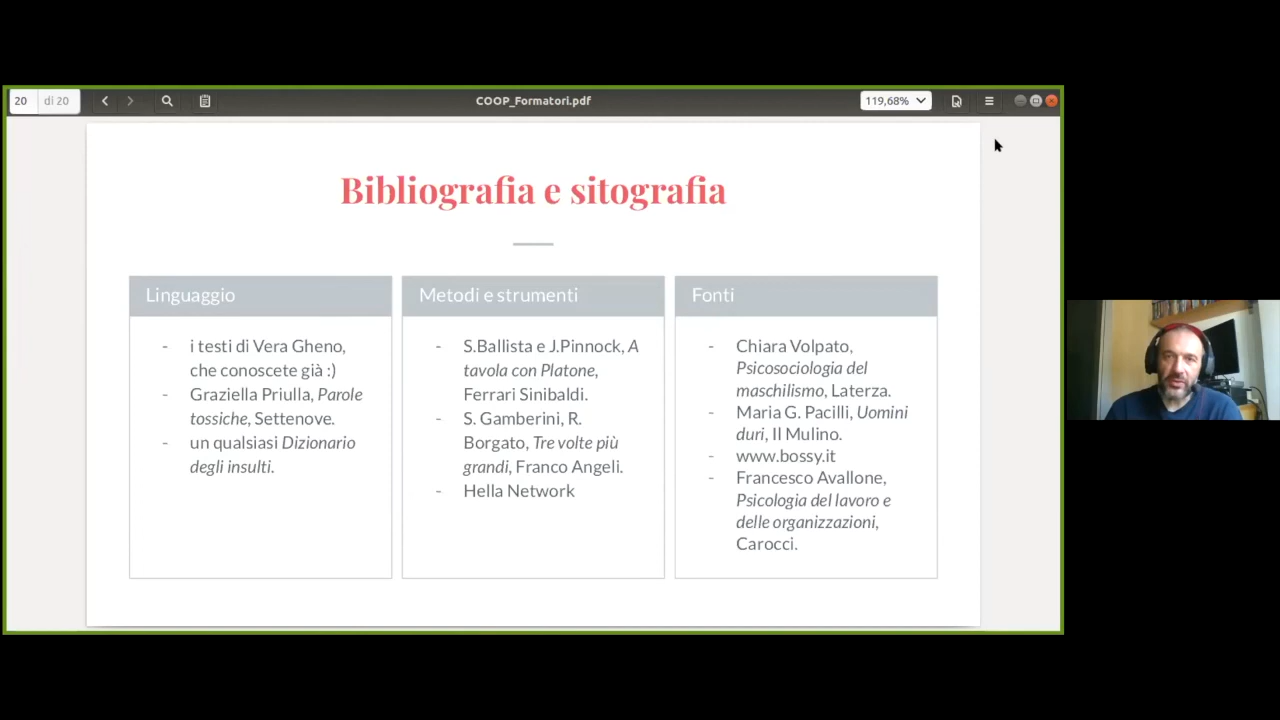 20 di 20
COOP_Formatori.pdf
119,68%
Bibliografia e sitografia
Linguaggio
- i testi di Vera Gheno,
che conoscete già :)
- Graziella Priulla, Parole
tossiche, Settenove.
- un qualsiasi Dizionario
degli insulti.
Metodi e strumenti
- S.Ballista e J.Pinnock, A
tavola con Platone,
Ferrari Sinibaldi.
- S. Gamberini, R.
Borgato, Tre volte più
grandi, Franco Angeli.
- Hella Network
Fonti
- Chiara Volpato,
Psicosociologia del
maschilismo, Laterza.
- Maria G. Pacilli, Uomini
duri, Il Mulino.
- www.bossy.it
- Francesco Avallone,
Psicologia del lavoro e
delle organizzazioni,
Carocci.